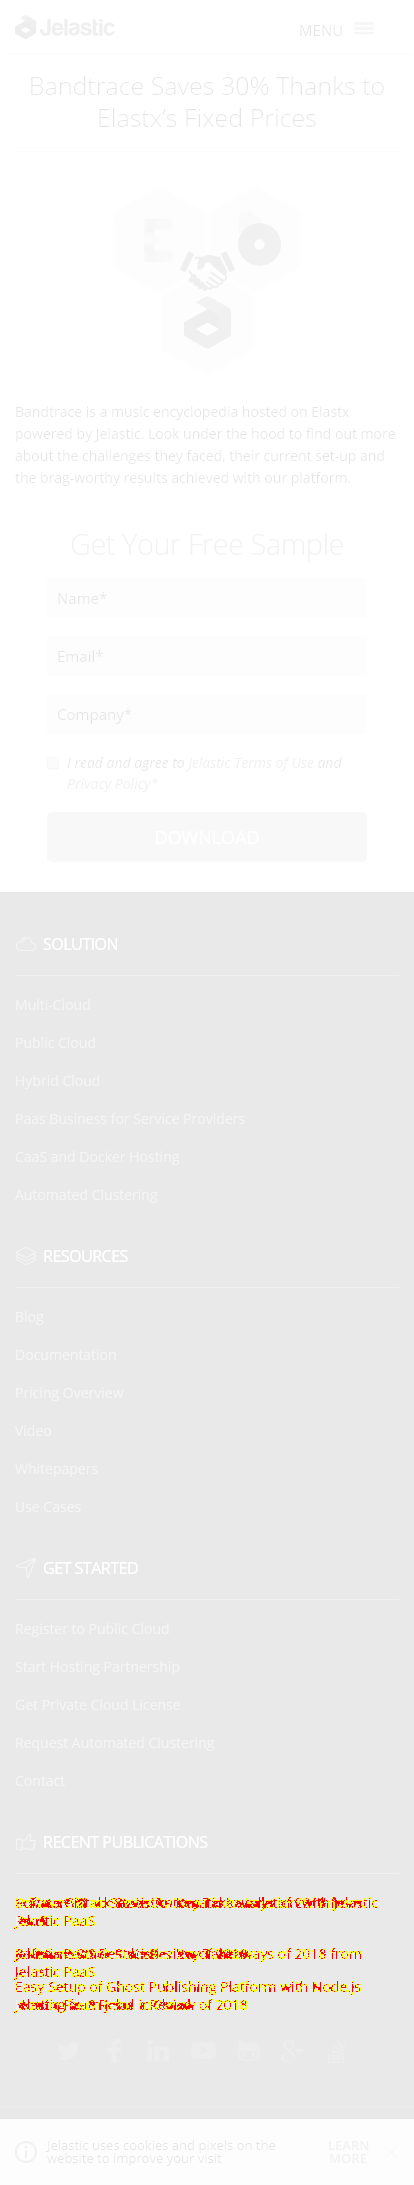 Jelastic
MENU
Bandtrace Saves 30% Thanks to
Elastx's Fixed Prices
Bandtrace is a music encyclopedia hosted on Elastx
powered by Jelastic. Look under the hood to find out more
about the challenges they faced, their current set-up and
the brag-worthy results achieved with our platform.
Get Your Free Sample
Name*
Email*
Company*
I read and agree to Jelastic Terms of Use and
Privacy Policy*
DOWNLOAD
SOLUTION
Multi-Cloud
Public Cloud
Hybrid Cloud
Paas Business for Service Providers
CaaS and Docker Hosting
Automated Clustering
RESOURCES
Blog
Documentation
Pricing Overview
Video
Whitepapers
Use Cases
GET STARTED
Register to Public Cloud
Start Hosting Partnership
Get Private Cloud License
Request Automated Clustering
Contact
RECENT PUBLICATIONS
Jelastic
Jelastic PaaS
of 2018 from
Jelastic PaaS
Easy Setup of Ghost Publishing Platform with Node.js
of 2018
Jelastic uses cookies and pixels on the
website to improve your visit
LEARN
MORE